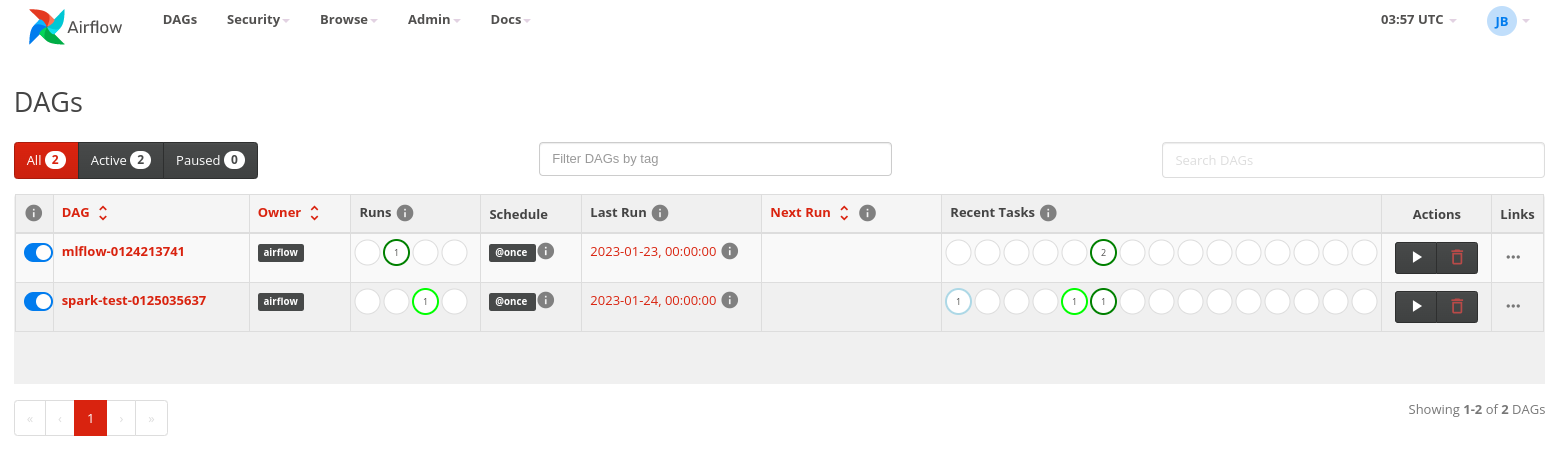 Airflow DAGs Security Browse Admin Docs 03:57 UTC JB
DAGs
All 2 Active 2 Paused 0 Filter DAGs by tag Search DAGs
DAG Owner Runs Schedule Last Run Next Run Recent Tasks Actions Links
mlflow-0124213741 airflow 1 @once 2023-01-23, 00:00:00 2
spark-test-0125035637 airflow 1 @once 2023-01-24, 00:00:00 1 1 1
« ‹ 1 › » Showing 1-2 of 2 DAGs